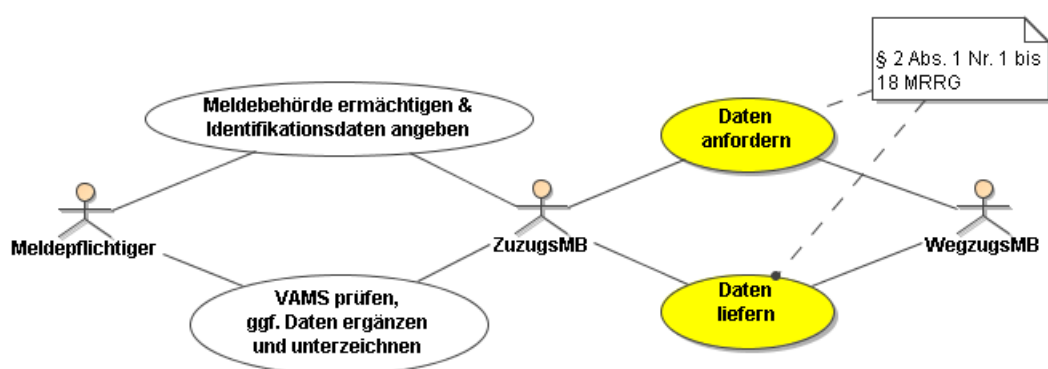 § 2 Abs. 1 Nr. 1 bis
18 MRRG
Meldebehörde ermächtigen &
Identifikationsdaten angeben
Daten
anfordern
Meldepflichtiger
ZuzugsMB
WegzugsMB
VAMS prüfen,
ggf. Daten ergänzen
und unterzeichnen
Daten
liefern